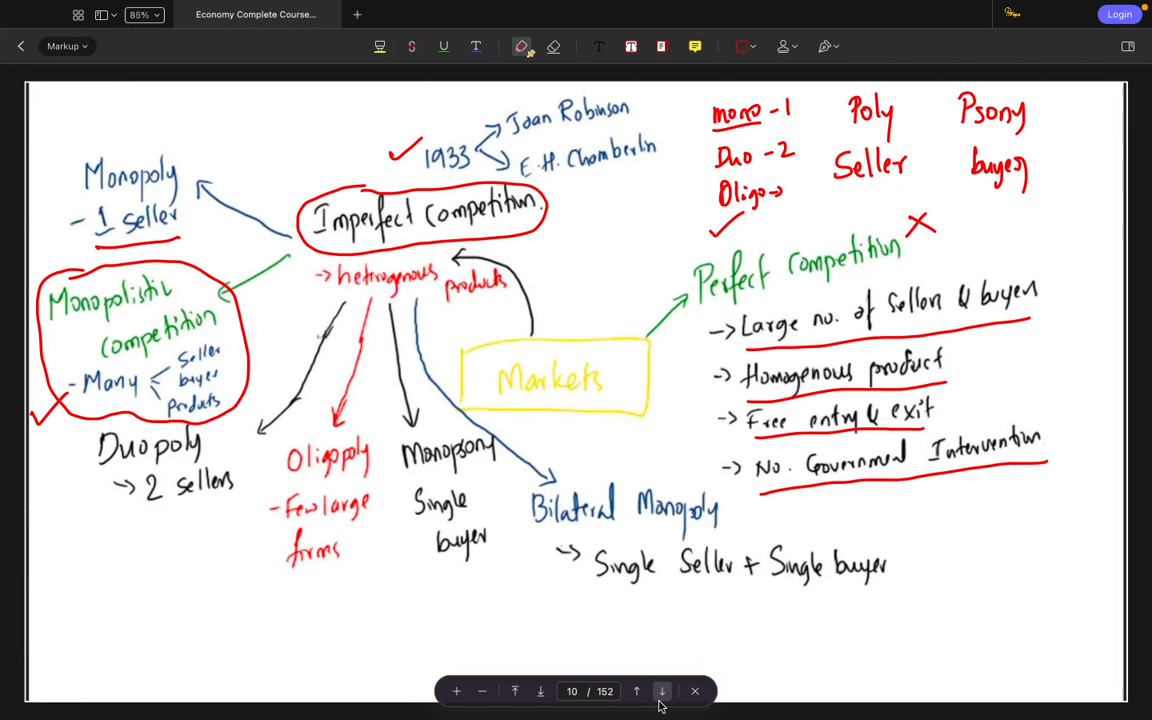 85%
Economy Complete Course...
Login
Markup
1933
Joan Robinson
E.H. Chamberlin
mono - 1
Duo - 2
Oligo →
Poly
Seller
Psony
buyer
Monopoly
- 1 seller
Imperfect Competition.
→ hetrogenous products
Monopolistic
competition
- Many
Seller
buyer
products
Perfect Competition
→ Large no. of Sellers & buyers
→ Homogenous product
→ Free entry & exit
→ No. Government Intervention
Markets
Duopoly
→ 2 sellers
Oligopoly
- Few large
firms
Monopsony
Single
buyer
Bilateral Monopoly
→ Single Seller + Single buyer
10 / 152